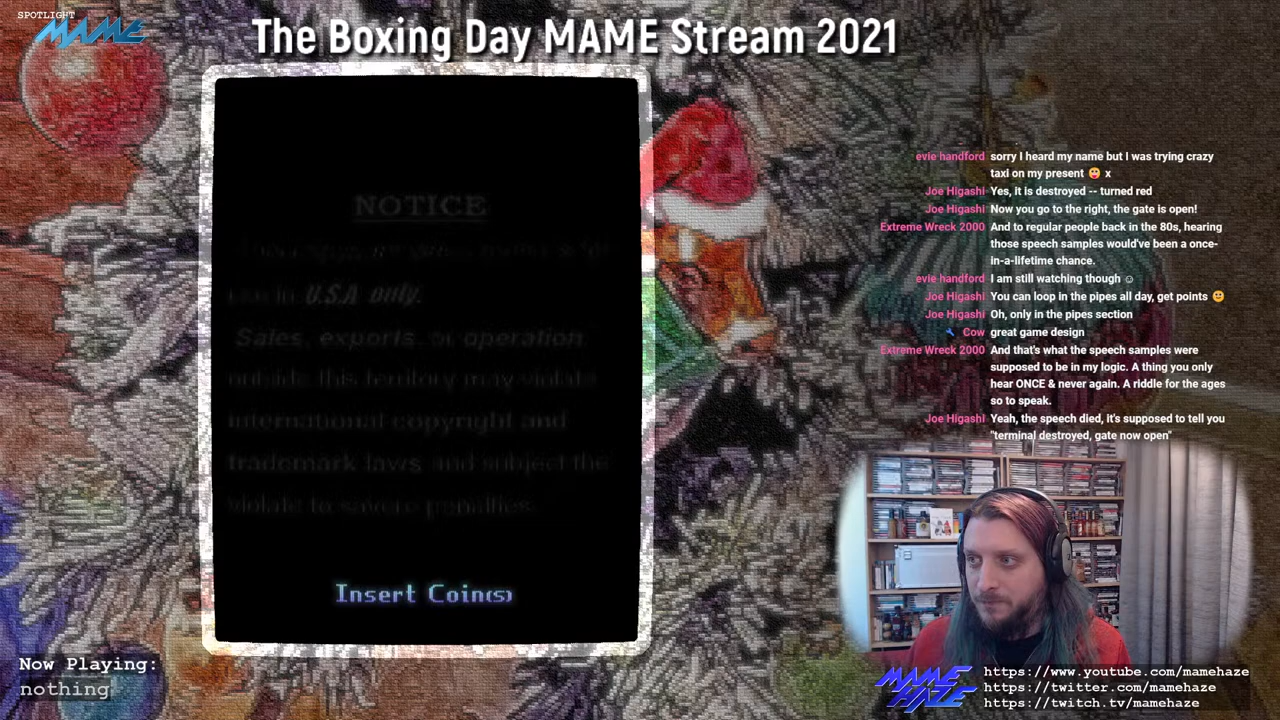 SPOTLIGHT
MAME
The Boxing Day MAME Stream 2021
NOTICE
U.S.A only.
Sales, exports or operation
outside this territory may violate
international copyright and
trademark laws and subject the
violate to severe penalties.
Insert Coin(s)
evie handford sorry I heard my name but I was trying crazy
taxi on my present 😜 x
Joe Higashi Yes, it is destroyed -- turned red
Joe Higashi Now you go to the right, the gate is open!
Extreme Wreck 2000 And to regular people back in the 80s, hearing
those speech samples would've been a once-
in-a-lifetime chance.
evie handford I am still watching though ☺
Joe Higashi You can loop in the pipes all day, get points 🙂
Joe Higashi Oh, only in the pipes section
Cow great game design
Extreme Wreck 2000 And that's what the speech samples were
supposed to be in my logic. A thing you only
hear ONCE & never again. A riddle for the ages
so to speak.
Joe Higashi Yeah, the speech died, it's supposed to tell you
"terminal destroyed, gate now open"
Now Playing:
nothing
MAME
HAZE
https://www.youtube.com/mamehaze
https://twitter.com/mamehaze
https://twitch.tv/mamehaze